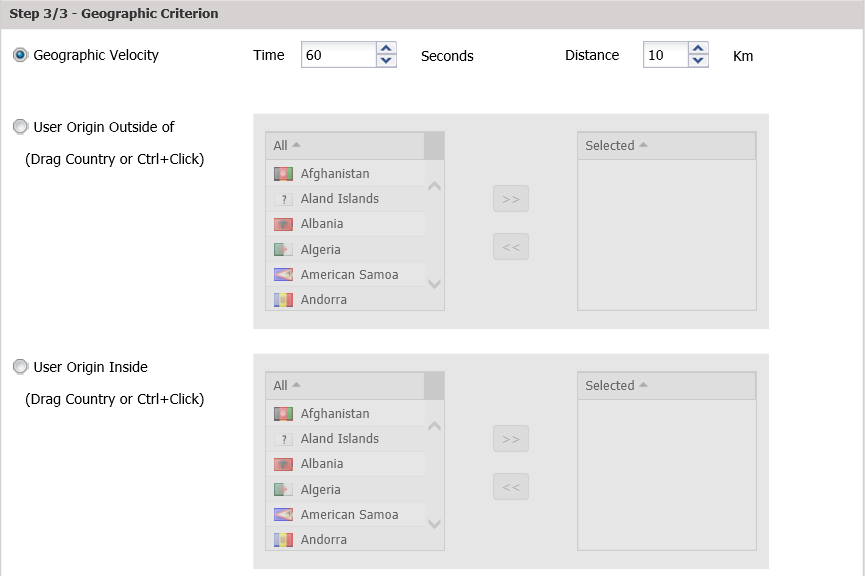 Step 3/3 - Geographic Criterion
Geographic Velocity Time 60 Seconds Distance 10 Km
User Origin Outside of
(Drag Country or Ctrl+Click)
All Selected
Afghanistan
? Aland Islands
>>
Albania
<<
Algeria
American Samoa
Andorra
User Origin Inside
(Drag Country or Ctrl+Click)
All Selected
Afghanistan
? Aland Islands
>>
Albania
<<
Algeria
American Samoa
Andorra